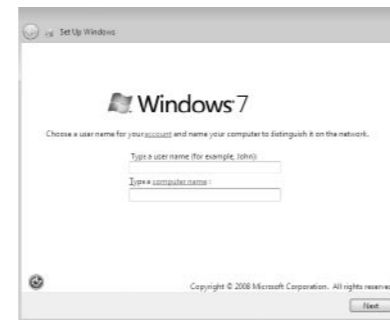 Set Up Windows
Windows 7
Choose a user name for your account and name your computer to distinguish it on the network.
Type a user name (for example, John):
Type a computer name:
Copyright © 2008 Microsoft Corporation. All rights reserve
Next